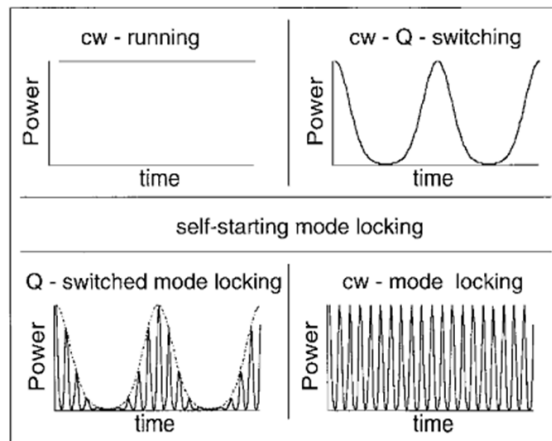 cw - running
Power
time
cw - Q - switching
Power
time
self-starting mode locking
Q - switched mode locking
Power
time
cw - mode locking
Power
time